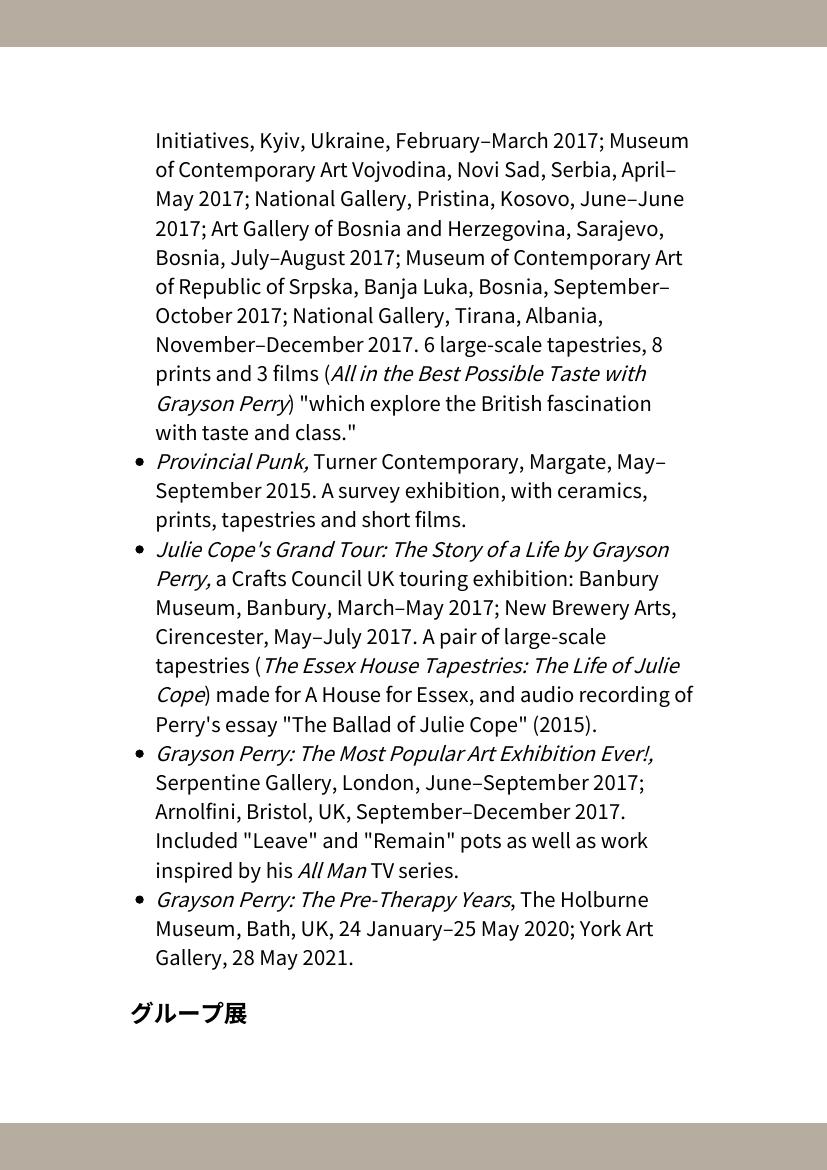 Initiatives, Kyiv, Ukraine, February–March 2017; Museum
of Contemporary Art Vojvodina, Novi Sad, Serbia, April–
May 2017; National Gallery, Pristina, Kosovo, June–June
2017; Art Gallery of Bosnia and Herzegovina, Sarajevo,
Bosnia, July–August 2017; Museum of Contemporary Art
of Republic of Srpska, Banja Luka, Bosnia, September–
October 2017; National Gallery, Tirana, Albania,
November–December 2017. 6 large-scale tapestries, 8
prints and 3 films (All in the Best Possible Taste with
Grayson Perry) "which explore the British fascination
with taste and class."
• Provincial Punk, Turner Contemporary, Margate, May–
September 2015. A survey exhibition, with ceramics,
prints, tapestries and short films.
• Julie Cope's Grand Tour: The Story of a Life by Grayson
Perry, a Crafts Council UK touring exhibition: Banbury
Museum, Banbury, March–May 2017; New Brewery Arts,
Cirencester, May–July 2017. A pair of large-scale
tapestries (The Essex House Tapestries: The Life of Julie
Cope) made for A House for Essex, and audio recording of
Perry's essay "The Ballad of Julie Cope" (2015).
• Grayson Perry: The Most Popular Art Exhibition Ever!,
Serpentine Gallery, London, June–September 2017;
Arnolfini, Bristol, UK, September–December 2017.
Included "Leave" and "Remain" pots as well as work
inspired by his All Man TV series.
• Grayson Perry: The Pre-Therapy Years, The Holburne
Museum, Bath, UK, 24 January–25 May 2020; York Art
Gallery, 28 May 2021.
グループ展